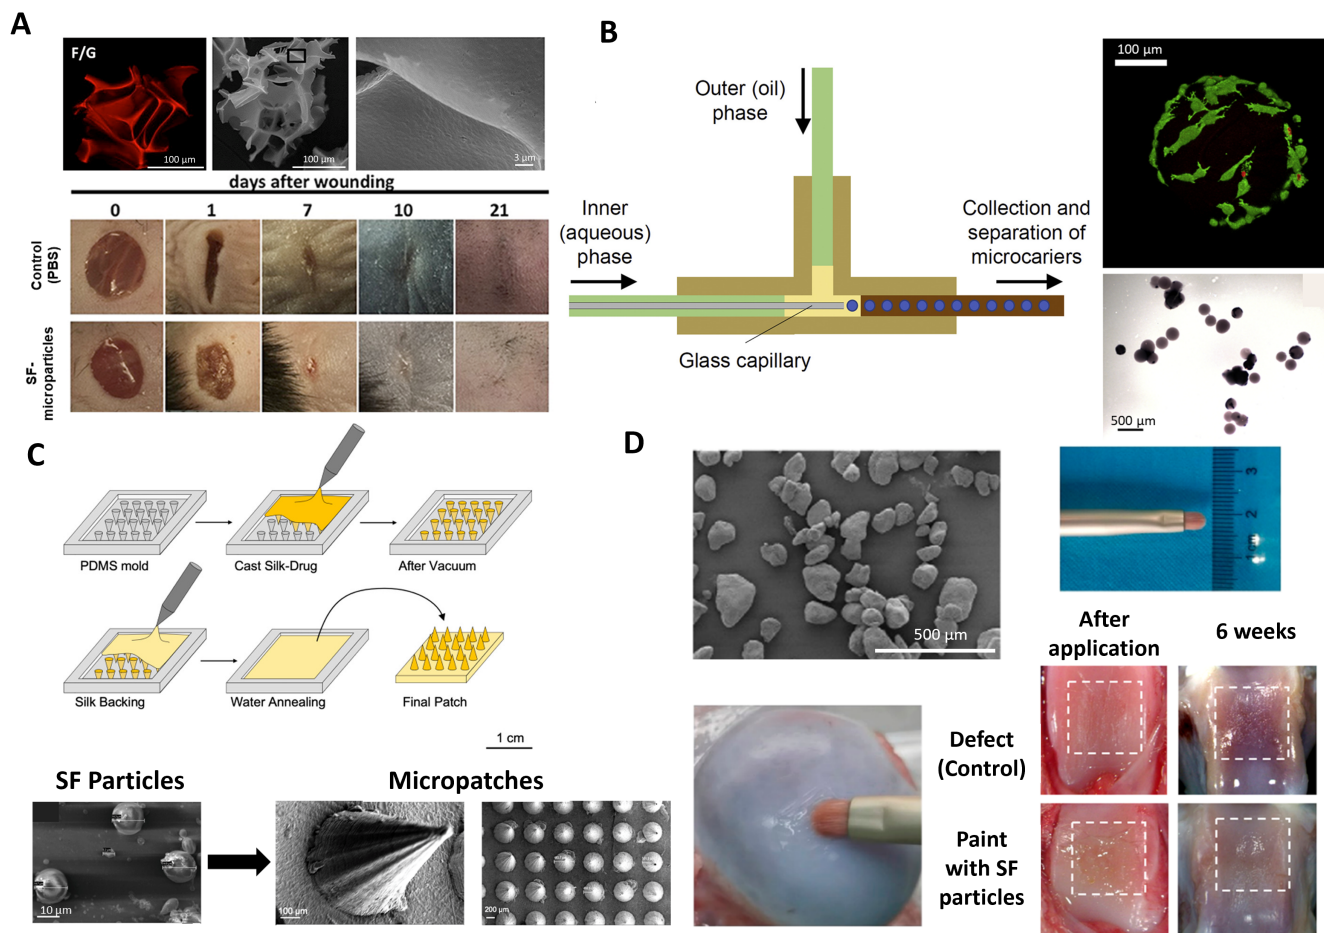 A
F/G
100 µm
100 µm
3 µm
days after wounding
0
1
7
10
21
Control
(PBS)
SF-
microparticles
B
Outer (oil)
phase
Inner
(aqueous)
phase
Collection and
separation of
microcariers
Glass capillary
100 µm
500 µm
C
PDMS mold
Cast Silk-Drug
After Vacuum
Silk Backing
Water Annealing
Final Patch
1 cm
SF Particles
Micropatches
10 µm
100 µm
200 µm
D
500 µm
3
2
1cm
After
application
6 weeks
Defect
(Control)
Paint
with SF
particles